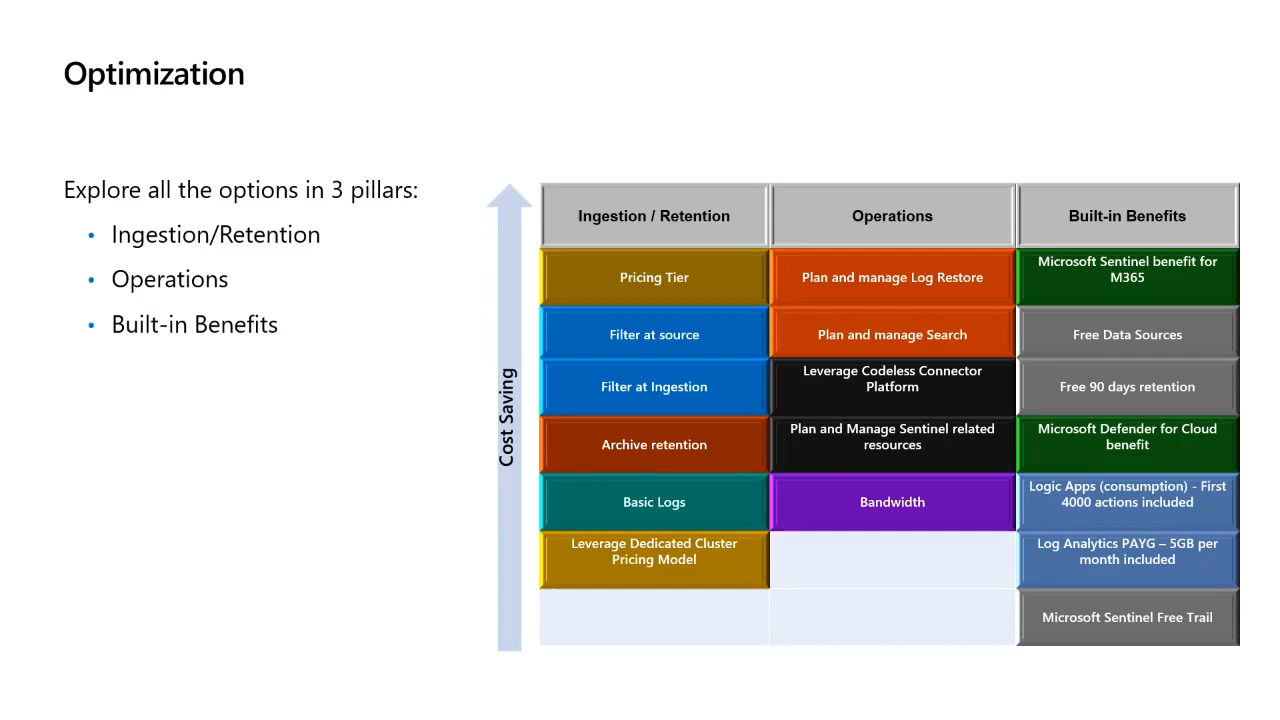 Optimization
Explore all the options in 3 pillars:
• Ingestion/Retention
• Operations
• Built-in Benefits
Cost Saving
Ingestion / Retention
Operations
Built-in Benefits
Pricing Tier
Plan and manage Log Restore
Microsoft Sentinel benefit for
M365
Filter at source
Plan and manage Search
Free Data Sources
Filter at Ingestion
Leverage Codeless Connector
Platform
Free 90 days retention
Archive retention
Plan and Manage Sentinel related
resources
Microsoft Defender for Cloud
benefit
Basic Logs
Bandwidth
Logic Apps (consumption) - First
4000 actions included
Leverage Dedicated Cluster
Pricing Model
Log Analytics PAYG – 5GB per
month included
Microsoft Sentinel Free Trail